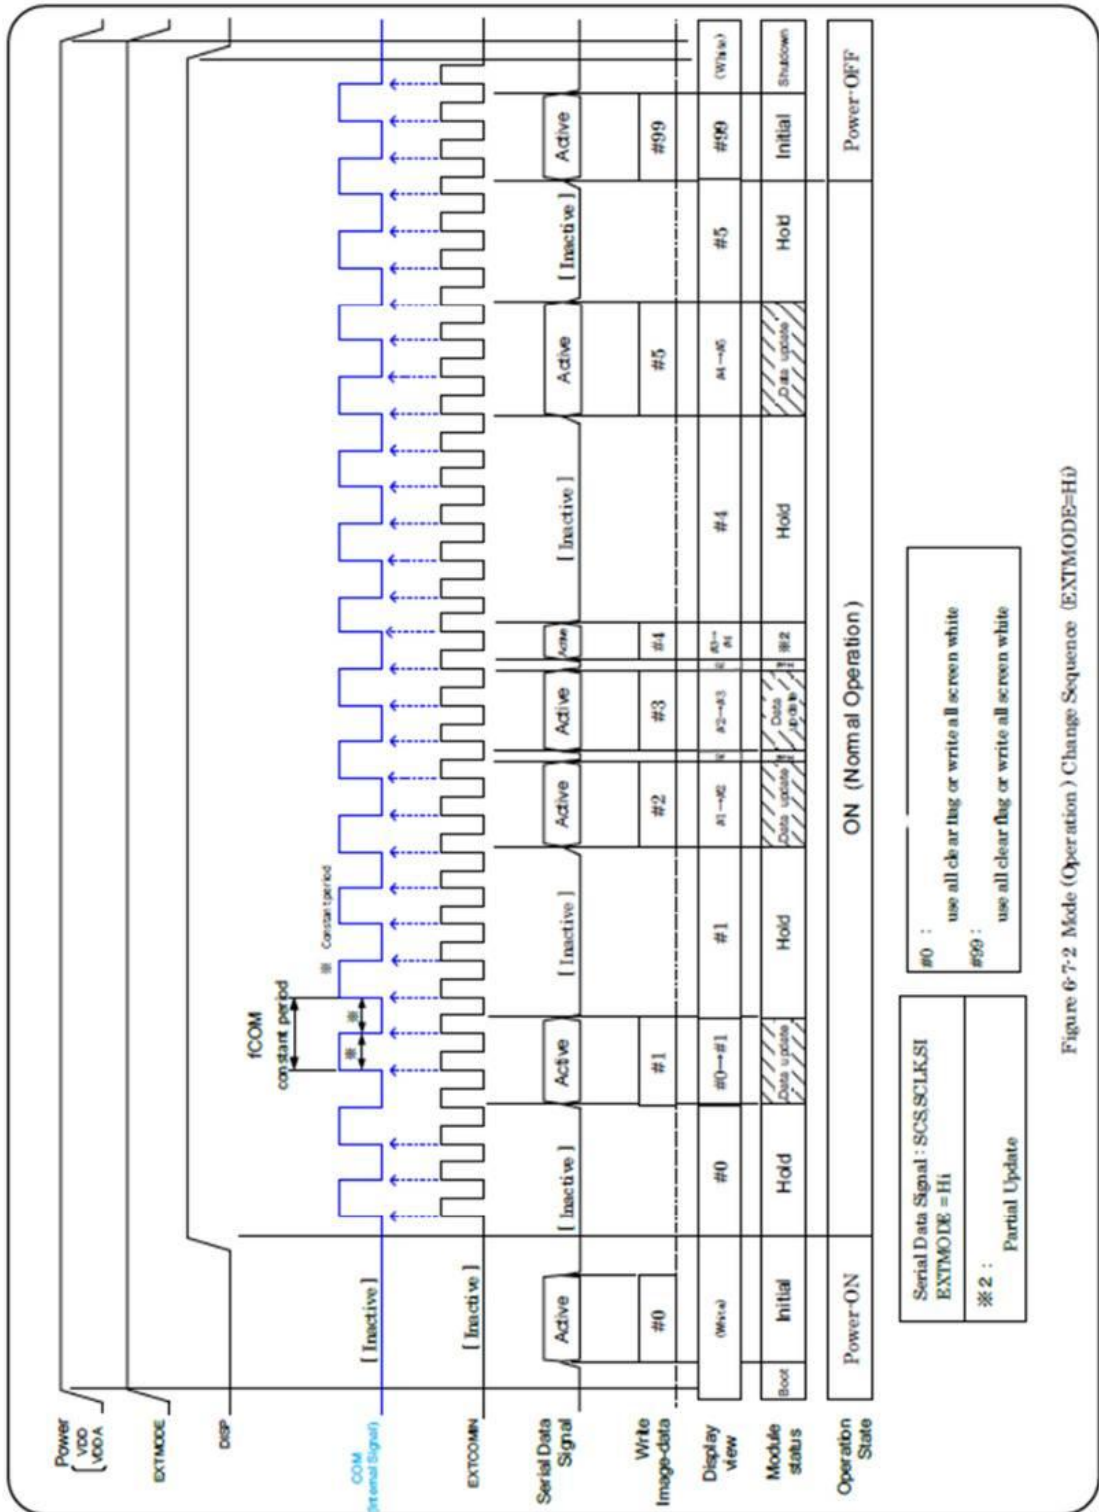 Power
VDD
VDDA
EXTMODE
DISP
COM
(Internal Signal)
[ Inactive ]
fCOM
constant period
※ ※
※ Constant period
EXTCOMIN
[ Inactive ]
Serial Data
Signal
Active
[ Inactive ]
Active
[ Inactive ]
Active
Active
Active
[ Inactive ]
Active
[ Inactive ]
Active
Write
Image-data
#0
#1
#2
#3
#4
#5
#99
Display
view
(White)
#0
#0→#1
#1
#1→#2
#2→#3
#3→
#4
#4
#4→#5
#5
#99
(White)
Module
status
Boot
Initial
Hold
Data update
Hold
Data update
Data
update
※2
Hold
Data update
Hold
Initial
Shutdown
Operation
State
Power-ON
ON (Normal Operation)
Power-OFF
Serial Data Signal : SCS,SCLK,SI
EXTMODE = Hi
※2 :
Partial Update
#0 :
use all clear flag or write all screen white
#99 :
use all clear flag or write all screen white
Figure 6-7-2 Mode (Operation ) Change Sequence (EXTMODE=Hi)